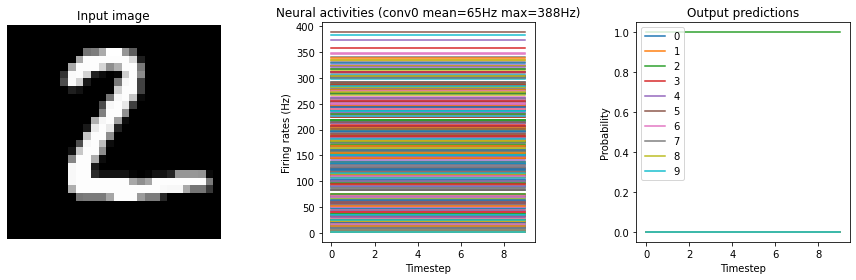 Input image
2
Neural activities (conv0 mean=65Hz max=388Hz)
Firing rates (Hz)
400
350
300
250
200
150
100
50
0
0 2 4 6 8
Timestep
Output predictions
Probability
1.0
0.8
0.6
0.4
0.2
0.0
0
1
2
3
4
5
6
7
8
9
0 2 4 6 8
Timestep